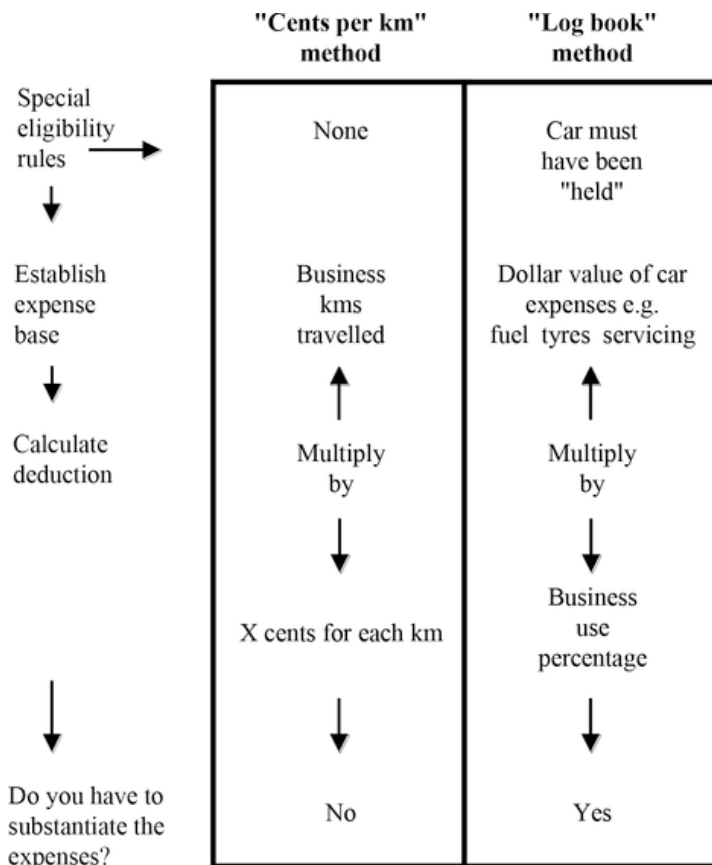 "Cents per km"
method
"Log book"
method
Special
eligibility
rules
None
Car must
have been
"held"
Establish
expense
base
Business
kms
travelled
Dollar value of car
expenses e.g.
fuel tyres servicing
Calculate
deduction
Multiply
by
Multiply
by
X cents for each km
Business
use
percentage
Do you have to
substantiate the
expenses?
No
Yes